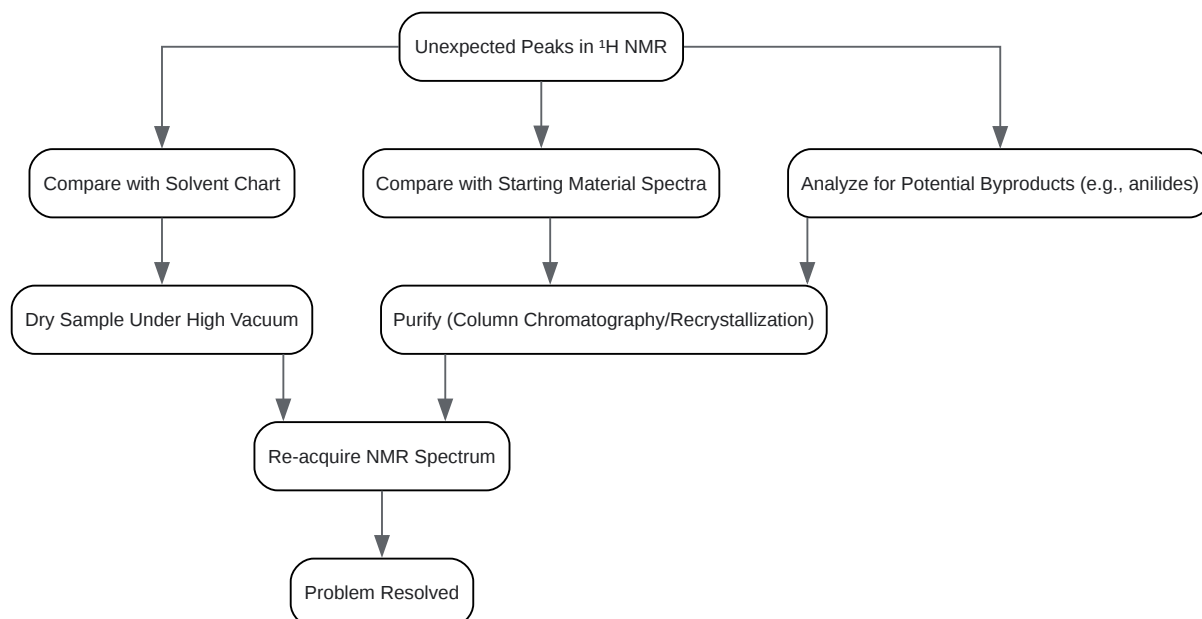 Unexpected Peaks in ¹H NMR
Compare with Solvent Chart
Compare with Starting Material Spectra
Analyze for Potential Byproducts (e.g., anilides)
Dry Sample Under High Vacuum
Purify (Column Chromatography/Recrystallization)
Re-acquire NMR Spectrum
Problem Resolved